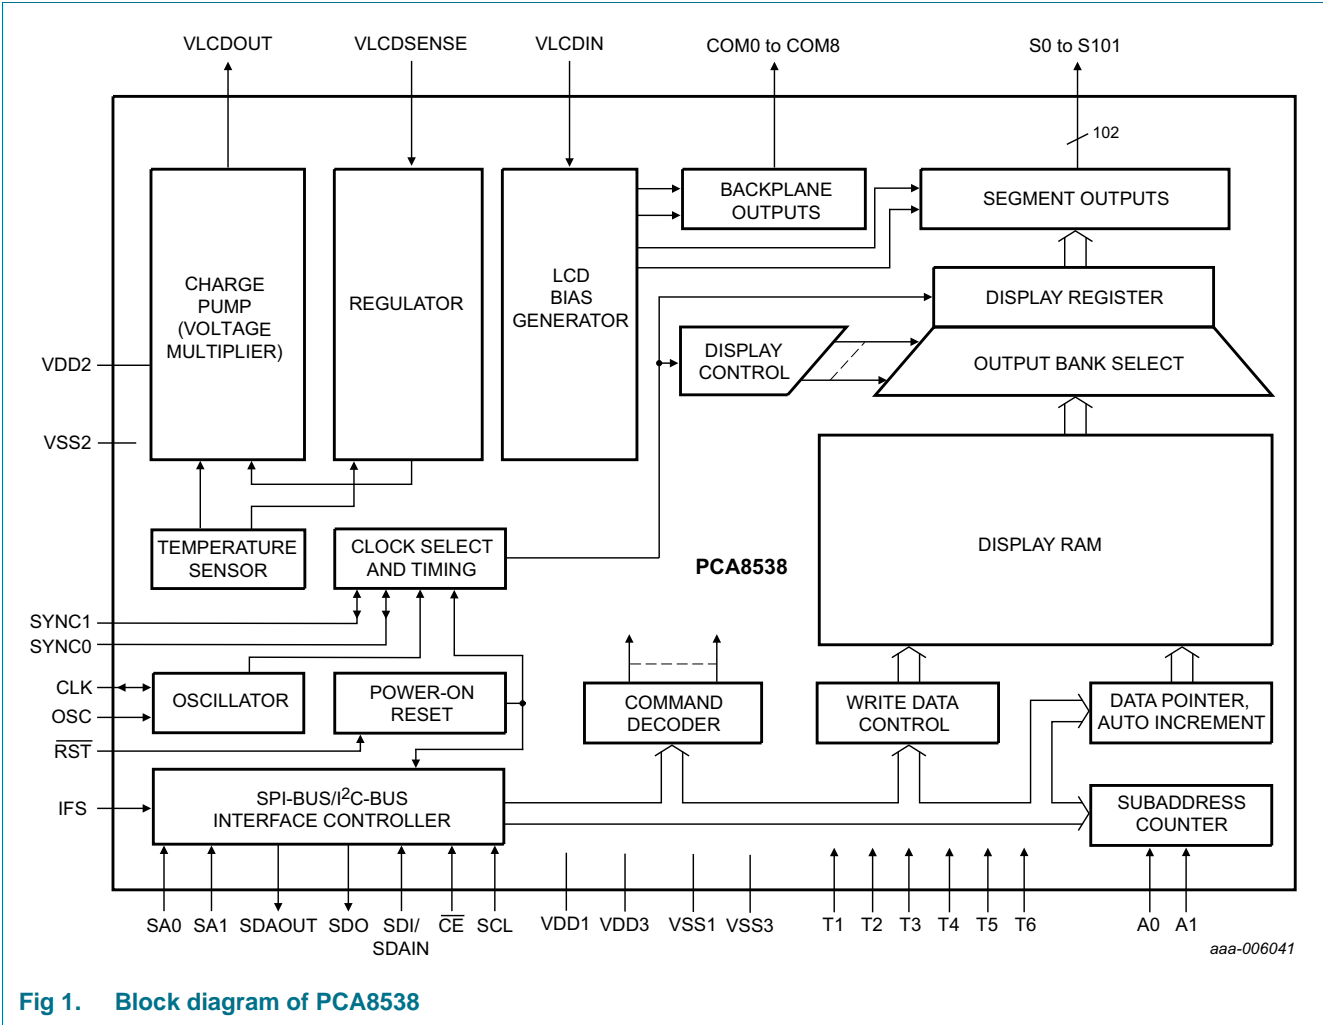 VLCDOUT
VLCDSENSE
VLCDIN
COM0 to COM8
S0 to S101
102
CHARGE
PUMP
(VOLTAGE
MULTIPLIER)
REGULATOR
LCD
BIAS
GENERATOR
BACKPLANE
OUTPUTS
SEGMENT OUTPUTS
DISPLAY REGISTER
DISPLAY
CONTROL
OUTPUT BANK SELECT
VDD2
VSS2
TEMPERATURE
SENSOR
CLOCK SELECT
AND TIMING
PCA8538
DISPLAY RAM
SYNC1
SYNC0
CLK
OSC
RST
IFS
OSCILLATOR
POWER-ON
RESET
COMMAND
DECODER
WRITE DATA
CONTROL
DATA POINTER,
AUTO INCREMENT
SPI-BUS/I²C-BUS
INTERFACE CONTROLLER
SUBADDRESS
COUNTER
SA0
SA1
SDAOUT
SDO
SDI/
SDAIN
CE
SCL
VDD1
VDD3
VSS1
VSS3
T1
T2
T3
T4
T5
T6
A0
A1
aaa-006041
Fig 1. Block diagram of PCA8538